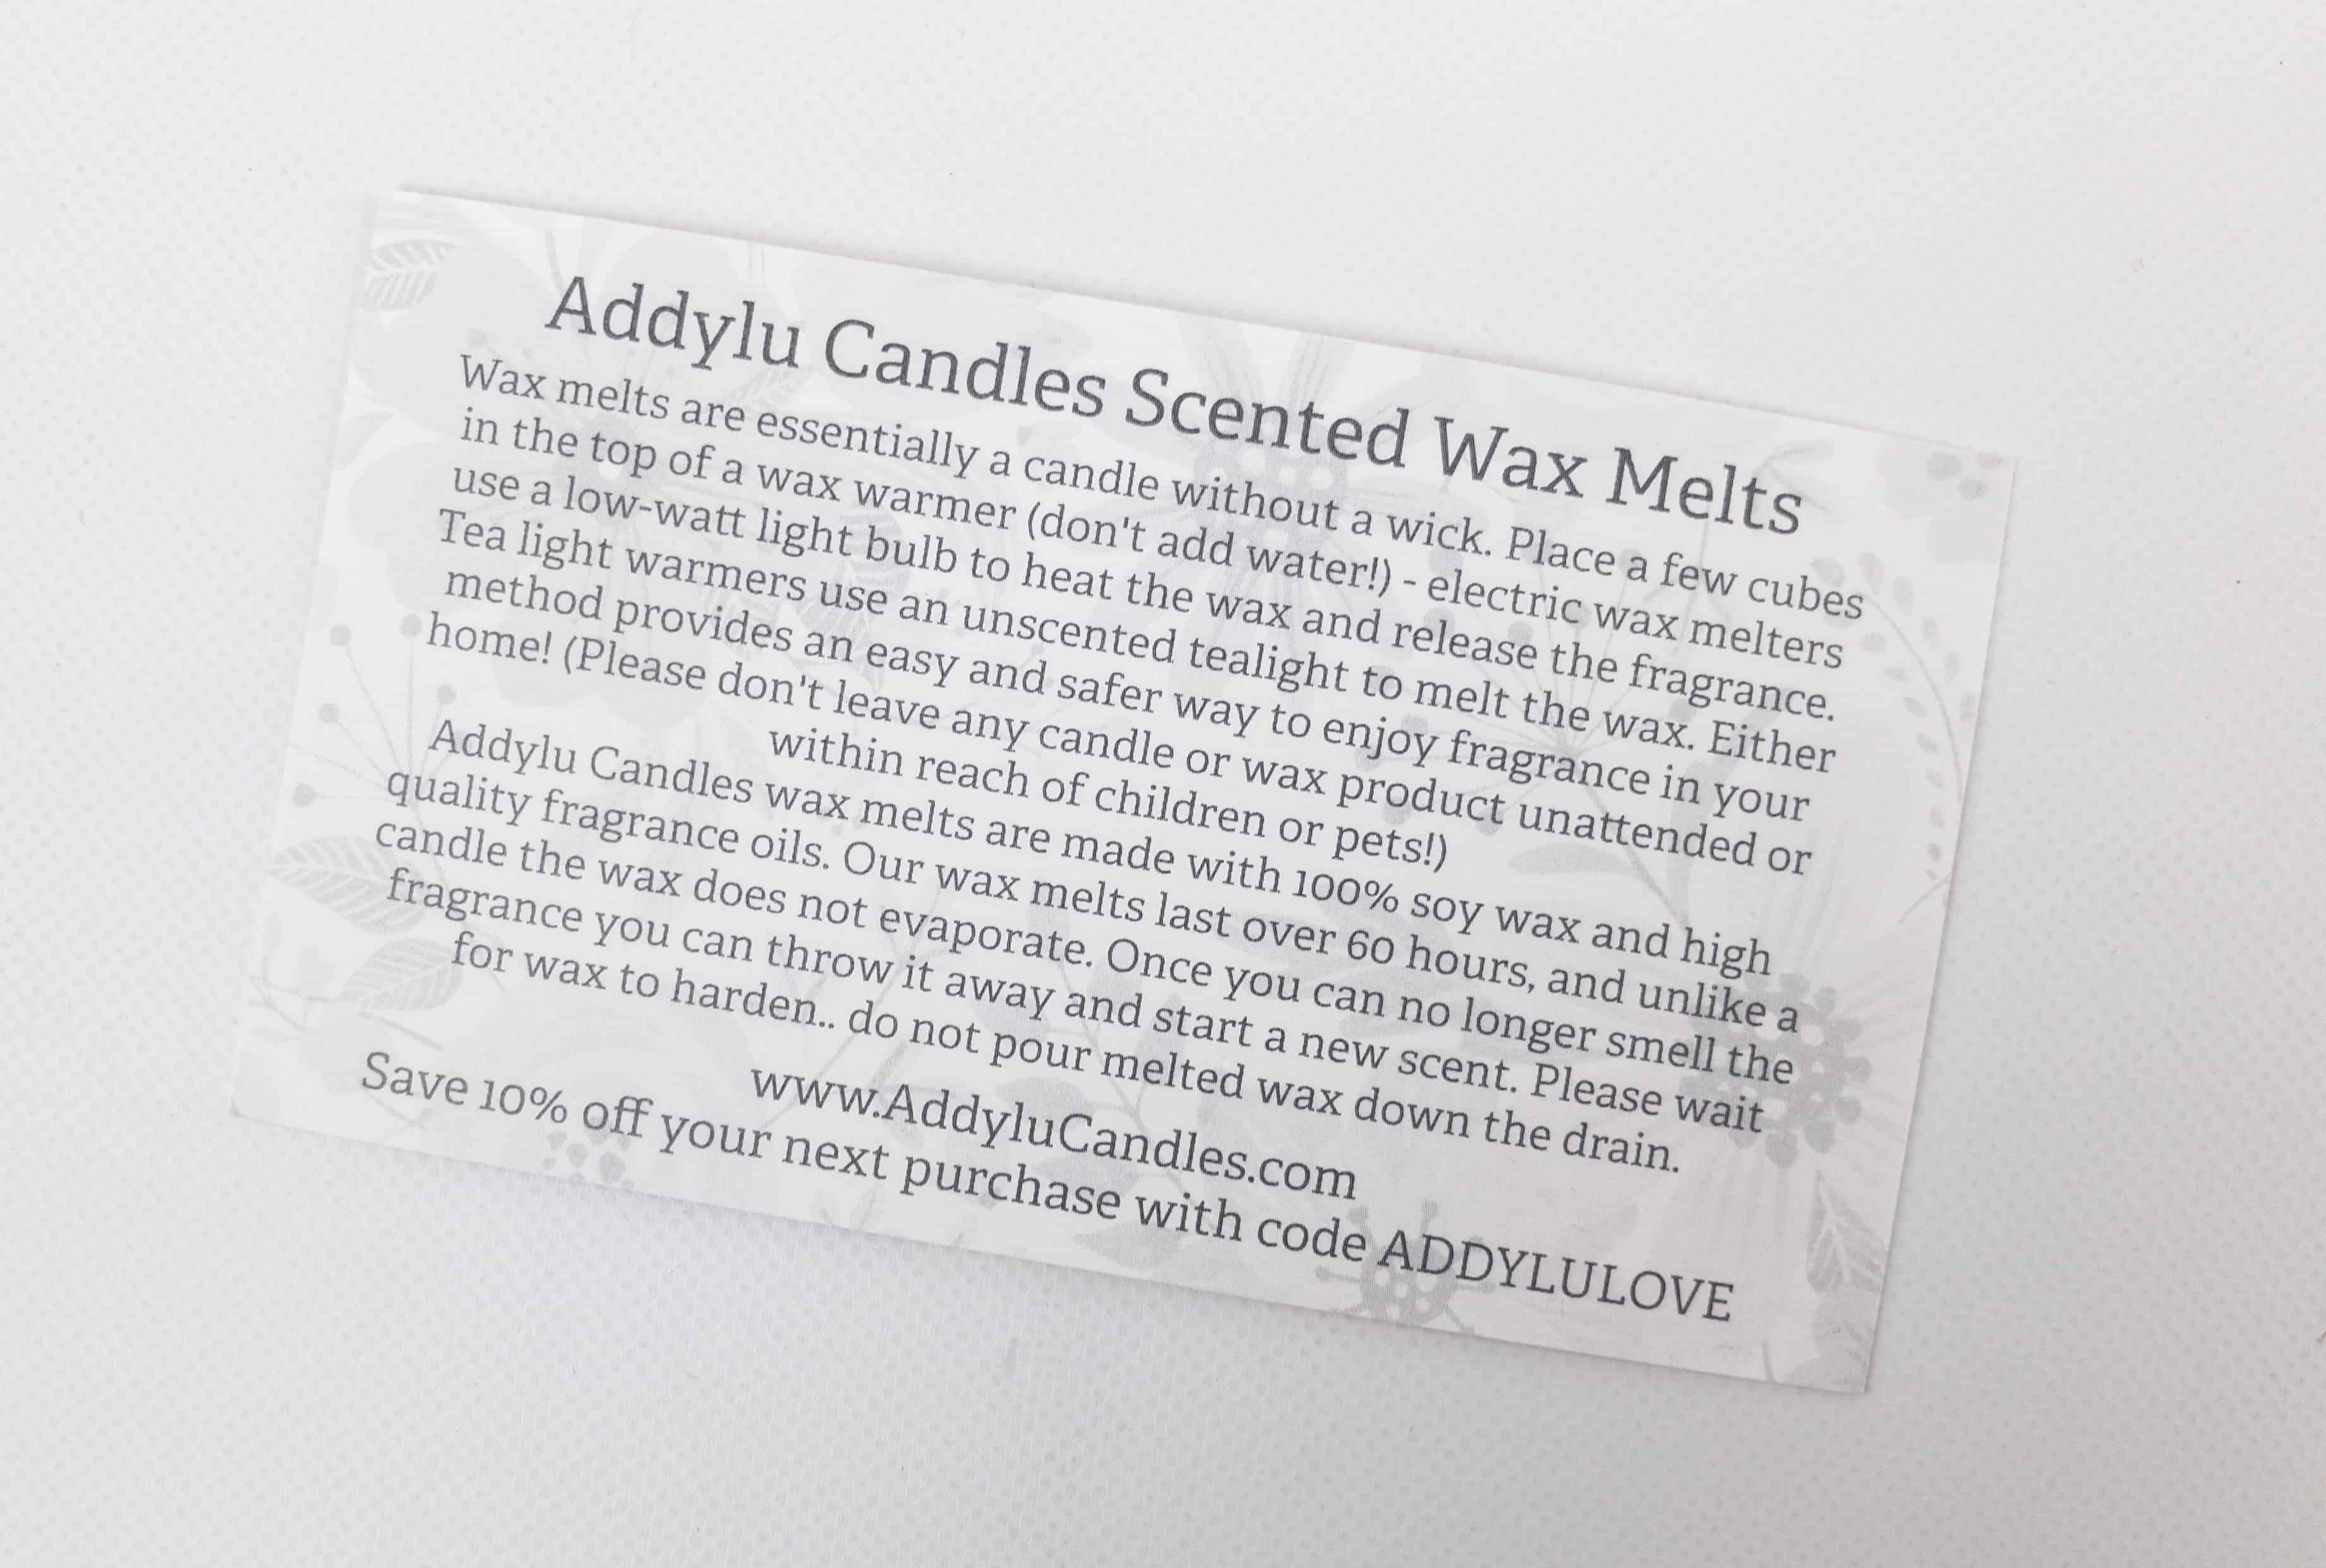 Addylu Candles Scented Wax Melts
Wax melts are essentially a candle without a wick. Place a few cubes
in the top of a wax warmer (don't add water!) - electric wax melters
use a low-watt light bulb to heat the wax and release the fragrance.
Tea light warmers use an unscented tealight to melt the wax. Either
method provides an easy and safer way to enjoy fragrance in your
home! (Please don't leave any candle or wax product unattended or
within reach of children or pets!)
Addylu Candles wax melts are made with 100% soy wax and high
quality fragrance oils. Our wax melts last over 60 hours, and unlike a
candle the wax does not evaporate. Once you can no longer smell the
fragrance you can throw it away and start a new scent. Please wait
for wax to harden.. do not pour melted wax down the drain.
www.AddyluCandles.com
Save 10% off your next purchase with code ADDYLULOVE